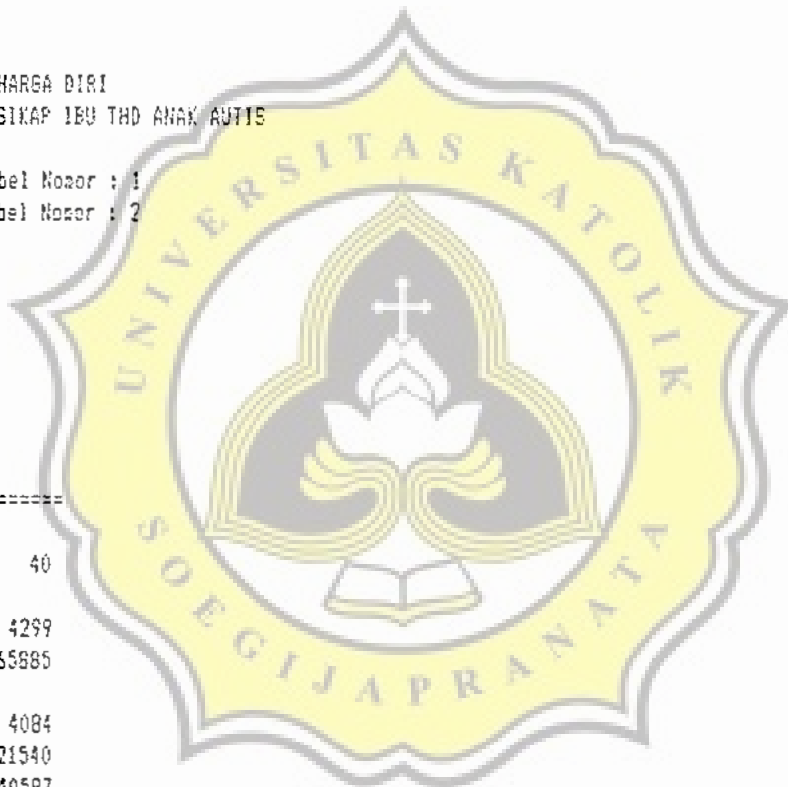 HARGA DIRI
SIKAP IBU THD ANAK AUTIS
bel Nomor : 1
bel Nomor : 2
UNIVERSITAS KATOLIK
SOEGIJAPRANATA
======
40
4299
65885
4084
21540